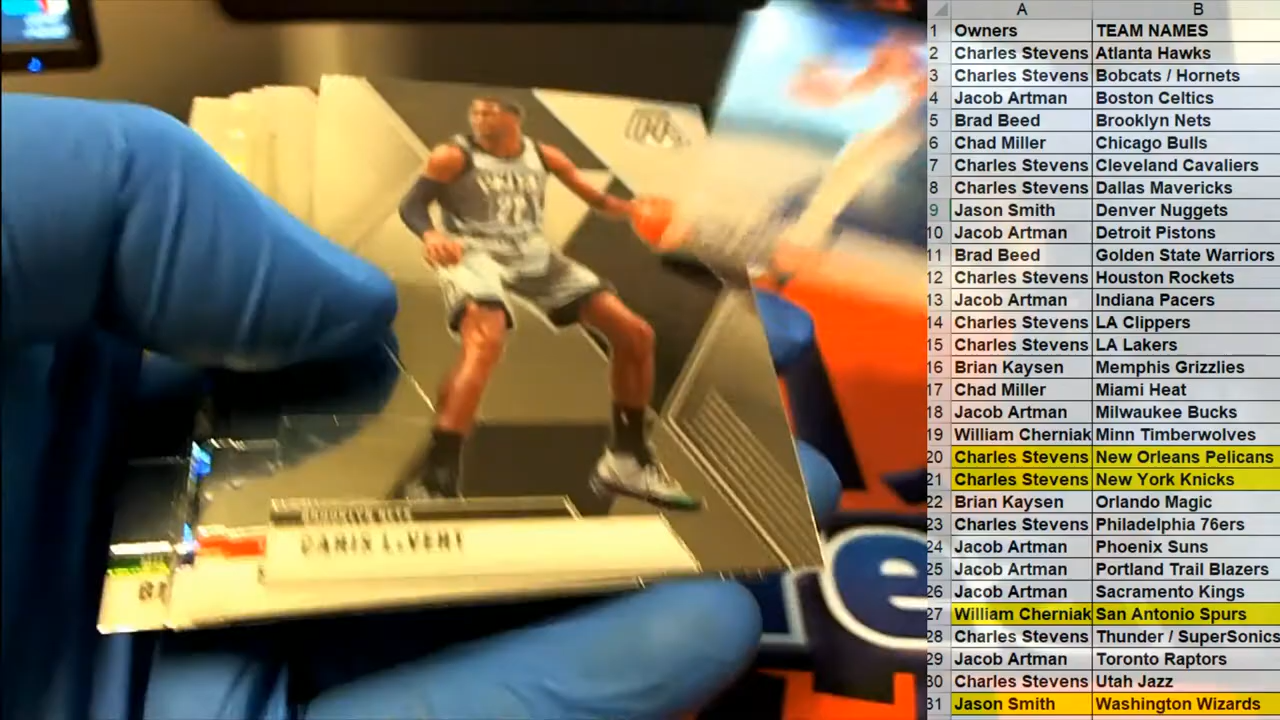 A B
1 Owners TEAM NAMES
2 Charles Stevens Atlanta Hawks
3 Charles Stevens Bobcats / Hornets
4 Jacob Artman Boston Celtics
5 Brad Beed Brooklyn Nets
6 Chad Miller Chicago Bulls
7 Charles Stevens Cleveland Cavaliers
8 Charles Stevens Dallas Mavericks
9 Jason Smith Denver Nuggets
10 Jacob Artman Detroit Pistons
11 Brad Beed Golden State Warriors
12 Charles Stevens Houston Rockets
13 Jacob Artman Indiana Pacers
14 Charles Stevens LA Clippers
15 Charles Stevens LA Lakers
16 Brian Kaysen Memphis Grizzlies
17 Chad Miller Miami Heat
18 Jacob Artman Milwaukee Bucks
19 William Cherniak Minn Timberwolves
20 Charles Stevens New Orleans Pelicans
21 Charles Stevens New York Knicks
22 Brian Kaysen Orlando Magic
23 Charles Stevens Philadelphia 76ers
24 Jacob Artman Phoenix Suns
25 Jacob Artman Portland Trail Blazers
26 Jacob Artman Sacramento Kings
27 William Cherniak San Antonio Spurs
28 Charles Stevens Thunder / SuperSonics
29 Jacob Artman Toronto Raptors
30 Charles Stevens Utah Jazz
31 Jason Smith Washington Wizards
BROOKLYN NETS